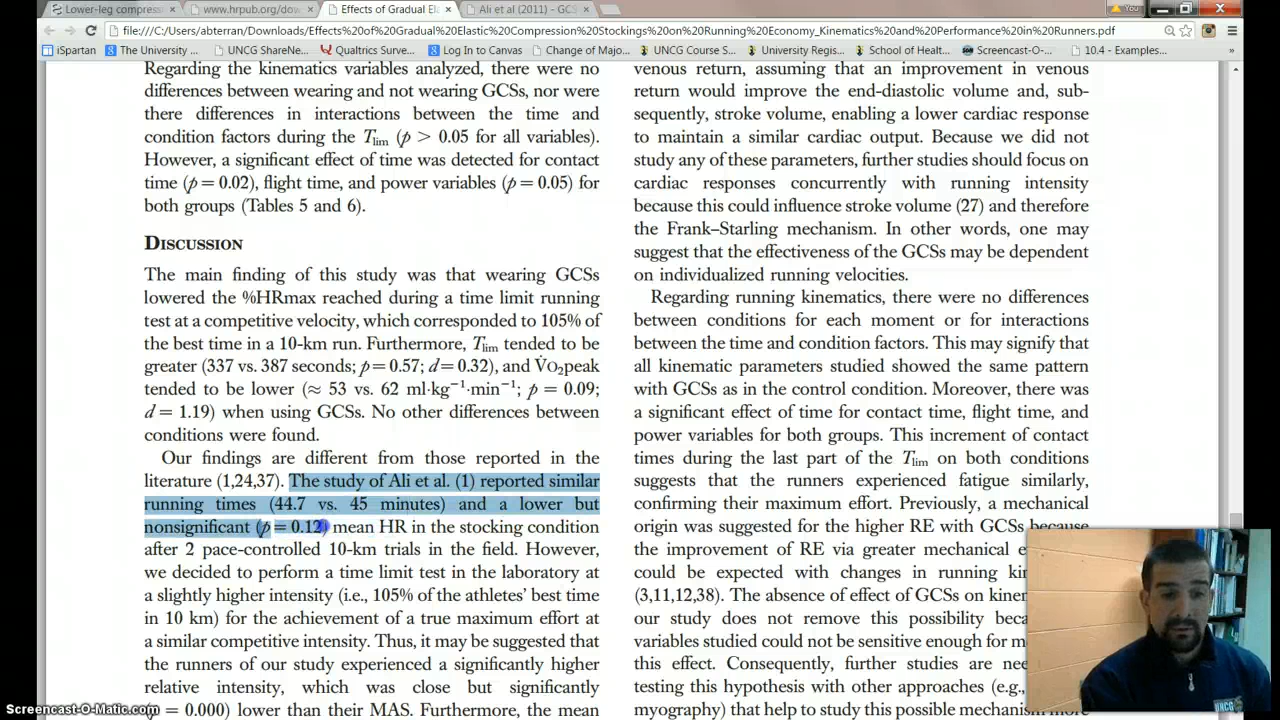 Lower-leg compress
www.hrpub.org/dow
Effects of Gradual Ela
Ali et al (2011) - GCS
You
file:///C:/Users/abterran/Downloads/Effects%20of%20Gradual%20Elastic%20Compression%20Stockings%20on%20Running%20Economy_Kinematics%20and%20Performance%20in%20Runners.pdf
iSpartan
The University ...
UNCG ShareNe...
Qualtrics Surve...
Log In to Canvas
Change of Majo...
UNCG Course S...
University Regis...
School of Healt...
Screencast-O-...
10.4 - Examples...
Regarding the kinematics variables analyzed, there were no
differences between wearing and not wearing GCSs, nor were
there differences in interactions between the time and
condition factors during the Tlim (p > 0.05 for all variables).
However, a significant effect of time was detected for contact
time (p = 0.02), flight time, and power variables (p = 0.05) for
both groups (Tables 5 and 6).
DISCUSSION
The main finding of this study was that wearing GCSs
lowered the %HRmax reached during a time limit running
test at a competitive velocity, which corresponded to 105% of
the best time in a 10-km run. Furthermore, Tlim tended to be
greater (337 vs. 387 seconds; p = 0.57; d = 0.32), and V̇O2peak
tended to be lower (≈ 53 vs. 62 ml·kg−1·min−1; p = 0.09;
d = 1.19) when using GCSs. No other differences between
conditions were found.
Our findings are different from those reported in the
literature (1,24,37). The study of Ali et al. (1) reported similar
running times (44.7 vs. 45 minutes) and a lower but
nonsignificant (p = 0.12) mean HR in the stocking condition
after 2 pace-controlled 10-km trials in the field. However,
we decided to perform a time limit test in the laboratory at
a slightly higher intensity (i.e., 105% of the athletes' best time
in 10 km) for the achievement of a true maximum effort at
a similar competitive intensity. Thus, it may be suggested that
the runners of our study experienced a significantly higher
relative intensity, which was close but significantly
(p = 0.000) lower than their MAS. Furthermore, the mean
venous return, assuming that an improvement in venous
return would improve the end-diastolic volume and, sub-
sequently, stroke volume, enabling a lower cardiac response
to maintain a similar cardiac output. Because we did not
study any of these parameters, further studies should focus on
cardiac responses concurrently with running intensity
because this could influence stroke volume (27) and therefore
the Frank–Starling mechanism. In other words, one may
suggest that the effectiveness of the GCSs may be dependent
on individualized running velocities.
Regarding running kinematics, there were no differences
between conditions for each moment or for interactions
between the time and condition factors. This may signify that
all kinematic parameters studied showed the same pattern
with GCSs as in the control condition. Moreover, there was
a significant effect of time for contact time, flight time, and
power variables for both groups. This increment of contact
times during the last part of the Tlim on both conditions
suggests that the runners experienced fatigue similarly,
confirming their maximum effort. Previously, a mechanical
origin was suggested for the higher RE with GCSs because
the improvement of RE via greater mechanical e
could be expected with changes in running kin
(3,11,12,38). The absence of effect of GCS on kinem
our study does not remove this possibility beca
variables studied could not be sensitive enough for m
this effect. Consequently, further studies are nee
testing this hypothesis with other approaches (e.g.,
myography) that help to study this possible mechanism more
UNCG
Screencast-O-Matic.com